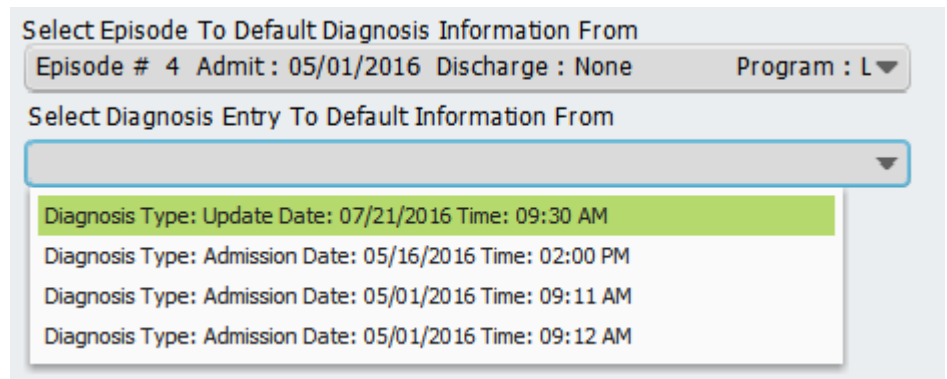 Select Episode To Default Diagnosis Information From
Episode # 4 Admit : 05/01/2016 Discharge : None Program : L
Select Diagnosis Entry To Default Information From
Diagnosis Type: Update Date: 07/21/2016 Time: 09:30 AM
Diagnosis Type: Admission Date: 05/16/2016 Time: 02:00 PM
Diagnosis Type: Admission Date: 05/01/2016 Time: 09:11 AM
Diagnosis Type: Admission Date: 05/01/2016 Time: 09:12 AM